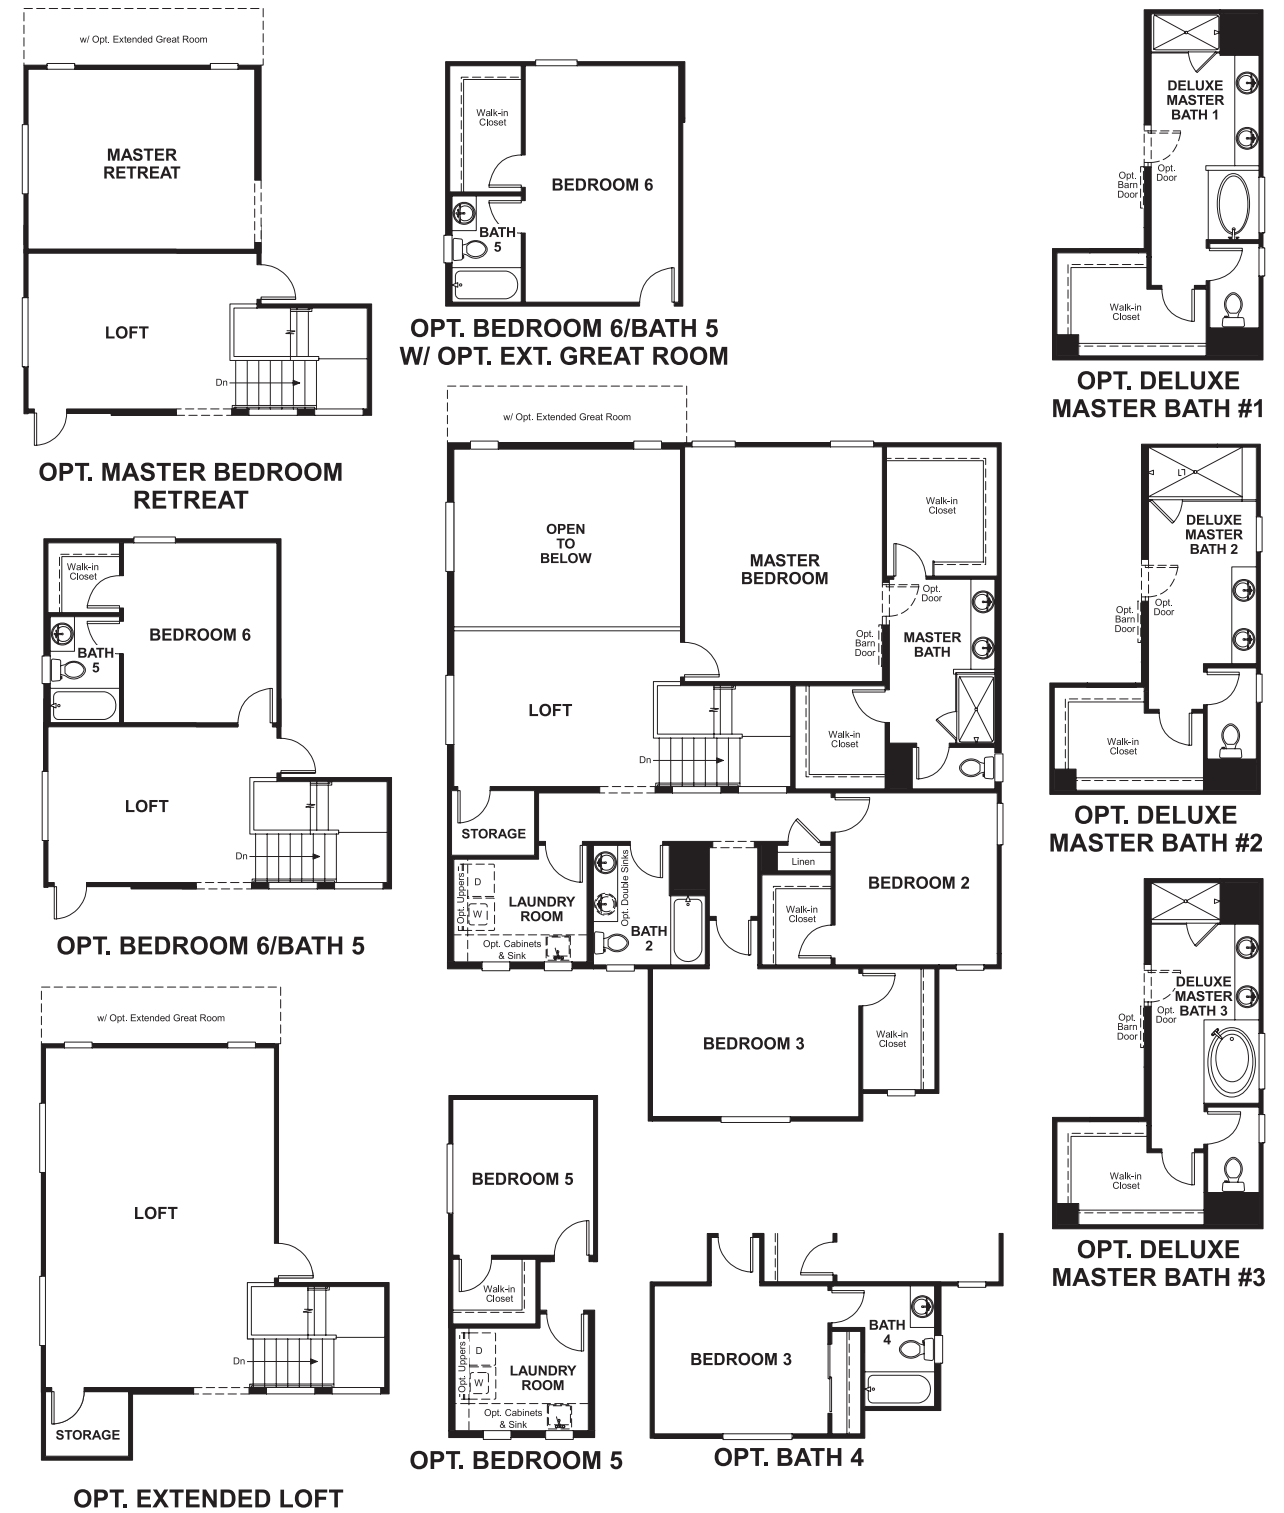 w/ Opt. Extended Great Room
MASTER
RETREAT
LOFT
Dn
OPT. MASTER BEDROOM
RETREAT
Walk-in
Closet
BEDROOM 6
BATH
5
OPT. BEDROOM 6/BATH 5
W/ OPT. EXT. GREAT ROOM
DELUXE
MASTER
BATH 1
Opt.
Door
Opt.
Barn
Door
Walk-in
Closet
OPT. DELUXE
MASTER BATH #1
w/ Opt. Extended Great Room
OPEN
TO
BELOW
MASTER
BEDROOM
Walk-in
Closet
Opt.
Door
Opt.
Barn
Door
MASTER
BATH
LOFT
Dn
Walk-in
Closet
STORAGE
Linen
BEDROOM 2
Opt. Uppers
D
W
LAUNDRY
ROOM
Opt. Cabinets
& Sink
Opt. Double Sinks
BATH
2
Walk-in
Closet
BEDROOM 3
Walk-in
Closet
LT
DELUXE
MASTER
BATH 2
Opt.
Door
Opt.
Barn
Door
Walk-in
Closet
OPT. DELUXE
MASTER BATH #2
Walk-in
Closet
BEDROOM 6
BATH
5
LOFT
Dn
OPT. BEDROOM 6/BATH 5
DELUXE
MASTER
BATH 3
Opt.
Door
Opt.
Barn
Door
Walk-in
Closet
OPT. DELUXE
MASTER BATH #3
w/ Opt. Extended Great Room
LOFT
Dn
STORAGE
OPT. EXTENDED LOFT
BEDROOM 5
Walk-in
Closet
Opt. Uppers
D
W
LAUNDRY
ROOM
Opt. Cabinets
& Sink
OPT. BEDROOM 5
BEDROOM 3
BATH
4
OPT. BATH 4